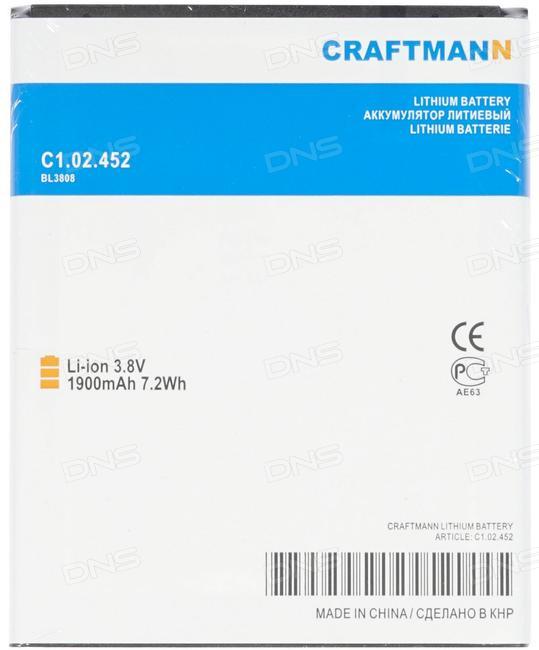 CRAFTMANN
LITHIUM BATTERY
АККУМУЛЯТОР ЛИТИЕВЫЙ
LITHIUM BATTERIE
C1.02.452
BL3808
Li-ion 3.8V
1900mAh 7.2Wh
CE
РСТ
AE63
CRAFTMANN LITHIUM BATTERY
ARTICLE: C1.02.452
MADE IN CHINA / СДЕЛАНО В КНР
DNS